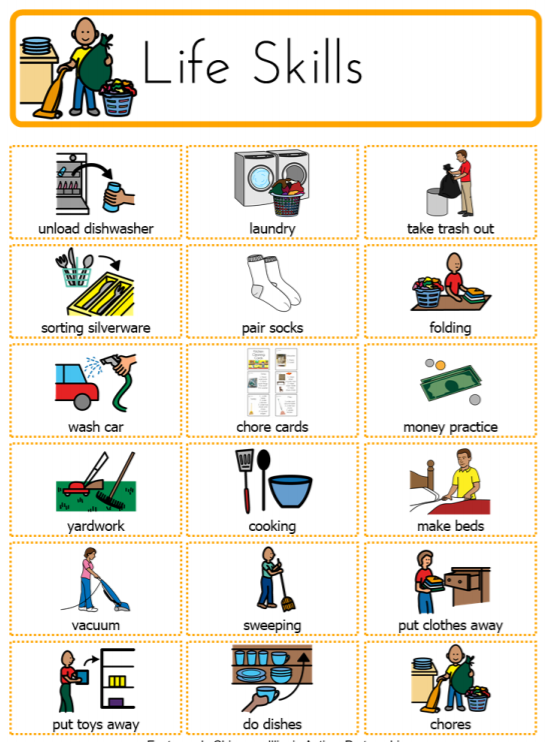 Life Skills
unload dishwasher
laundry
take trash out
sorting silverware
pair socks
folding
wash car
chore cards
money practice
yardwork
cooking
make beds
vacuum
sweeping
put clothes away
put toys away
do dishes
chores